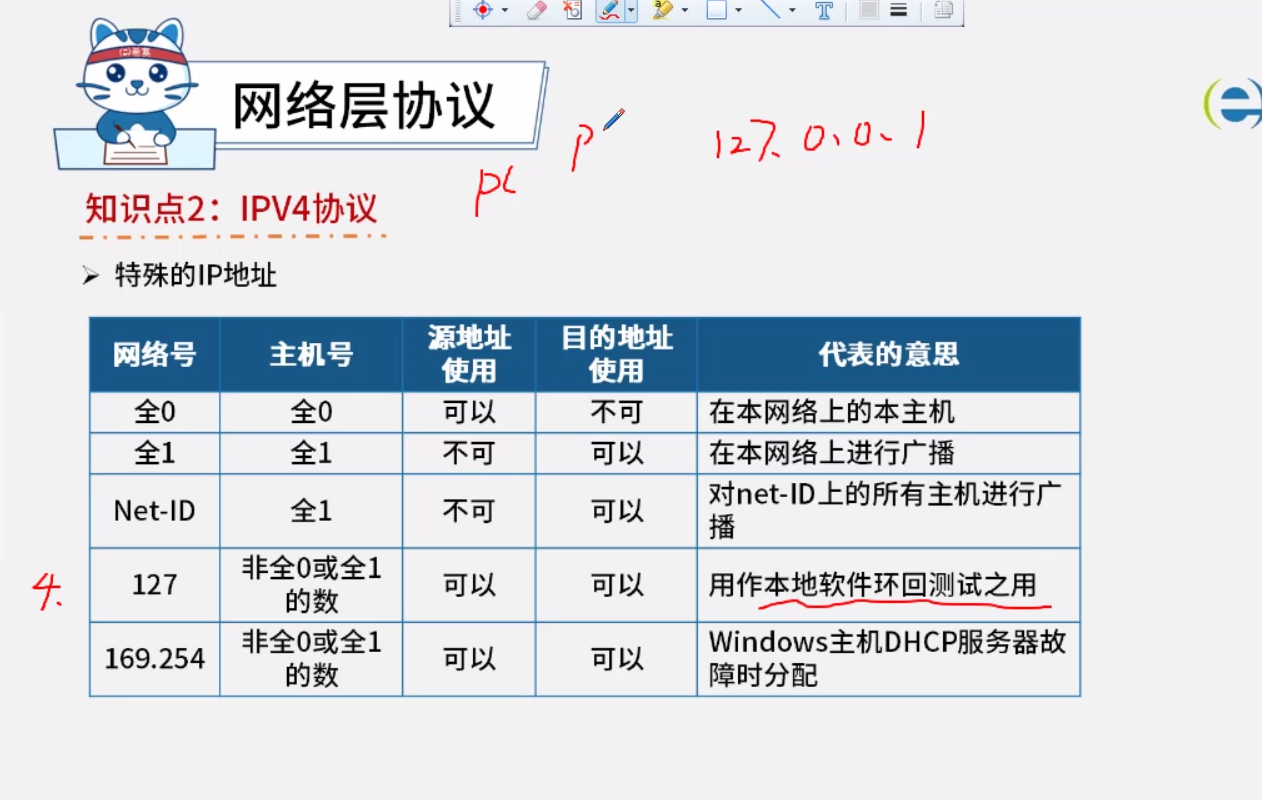 网络层协议
P
127.0.0.1
PC
知识点2：IPV4协议
➢ 特殊的IP地址
网络号 主机号 源地址使用 目的地址使用 代表的意思
全0 全0 可以 不可 在本网络上的本主机
全1 全1 不可 可以 在本网络上进行广播
Net-ID 全1 不可 可以 对net-ID上的所有主机进行广播
4. 127 非全0或全1的数 可以 可以 用作本地软件环回测试之用
169.254 非全0或全1的数 可以 可以 Windows主机DHCP服务器故障时分配